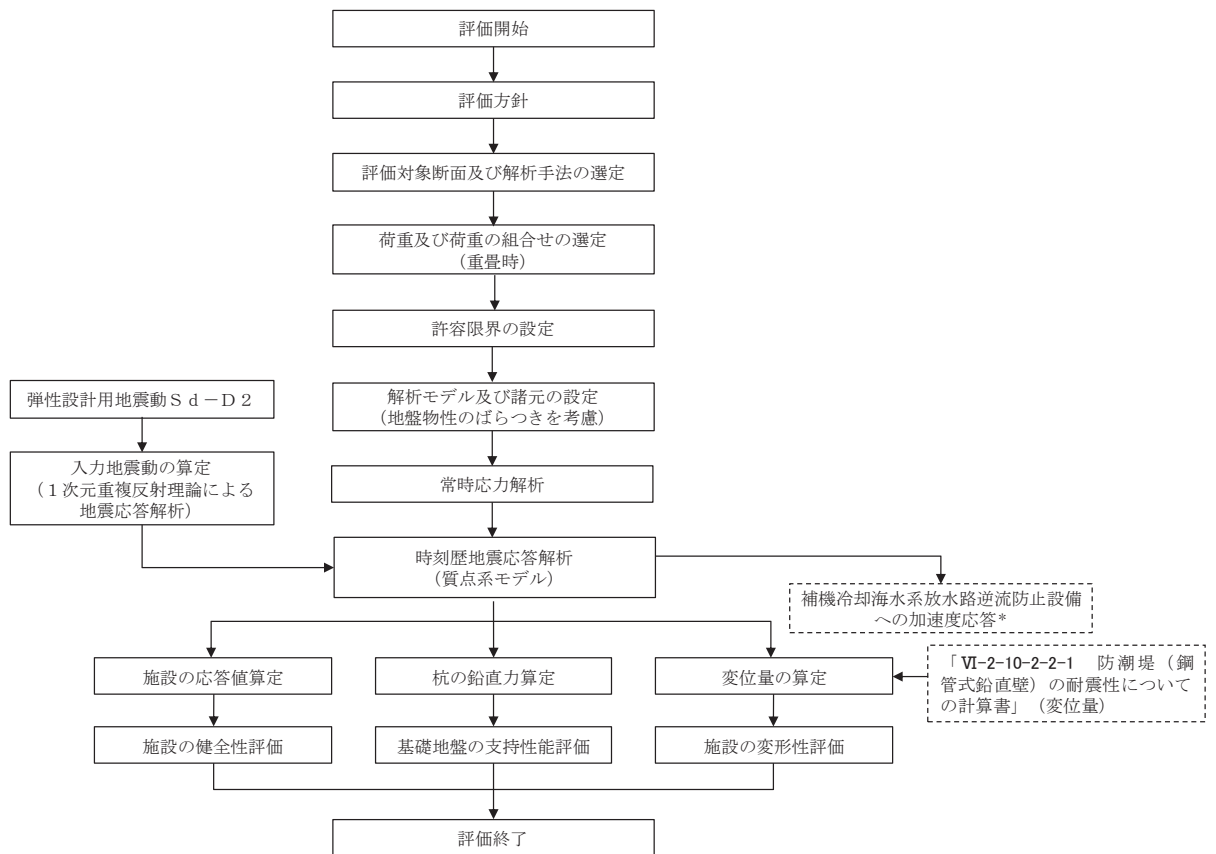 評価開始
評価方針
評価対象断面及び解析手法の選定
荷重及び荷重の組合せの選定
（重畳時）
許容限界の設定
弾性設計用地震動Ｓｄ－Ｄ２
解析モデル及び諸元の設定
（地盤物性のばらつきを考慮）
入力地震動の算定
（１次元重複反射理論による
地震応答解析）
常時応力解析
時刻歴地震応答解析
（質点系モデル）
補機冷却海水系放水路逆流防止設備
への加速度応答*
施設の応答値算定
杭の鉛直力算定
変位量の算定
「Ⅵ-2-10-2-2-1　防潮堤（鋼
管式鉛直壁）の耐震性について
の計算書」（変位量）
施設の健全性評価
基礎地盤の支持性能評価
施設の変形性評価
評価終了